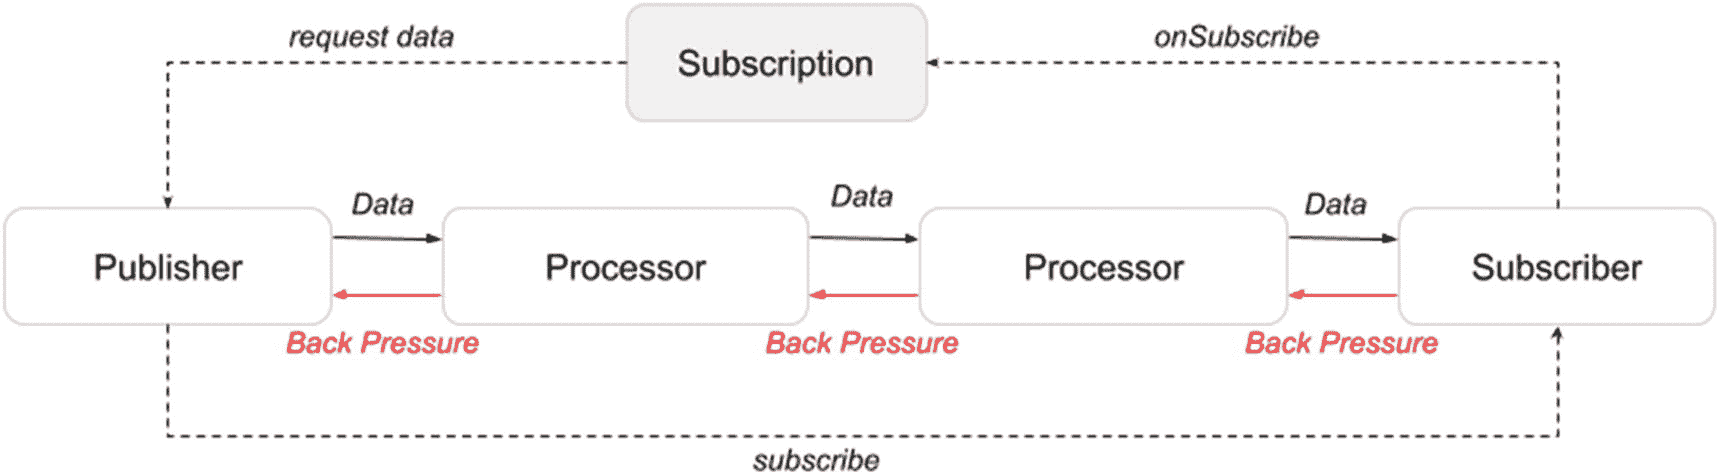 request data
Subscription
onSubscribe
Data
Data
Data
Publisher
Processor
Processor
Subscriber
Back Pressure
Back Pressure
Back Pressure
subscribe